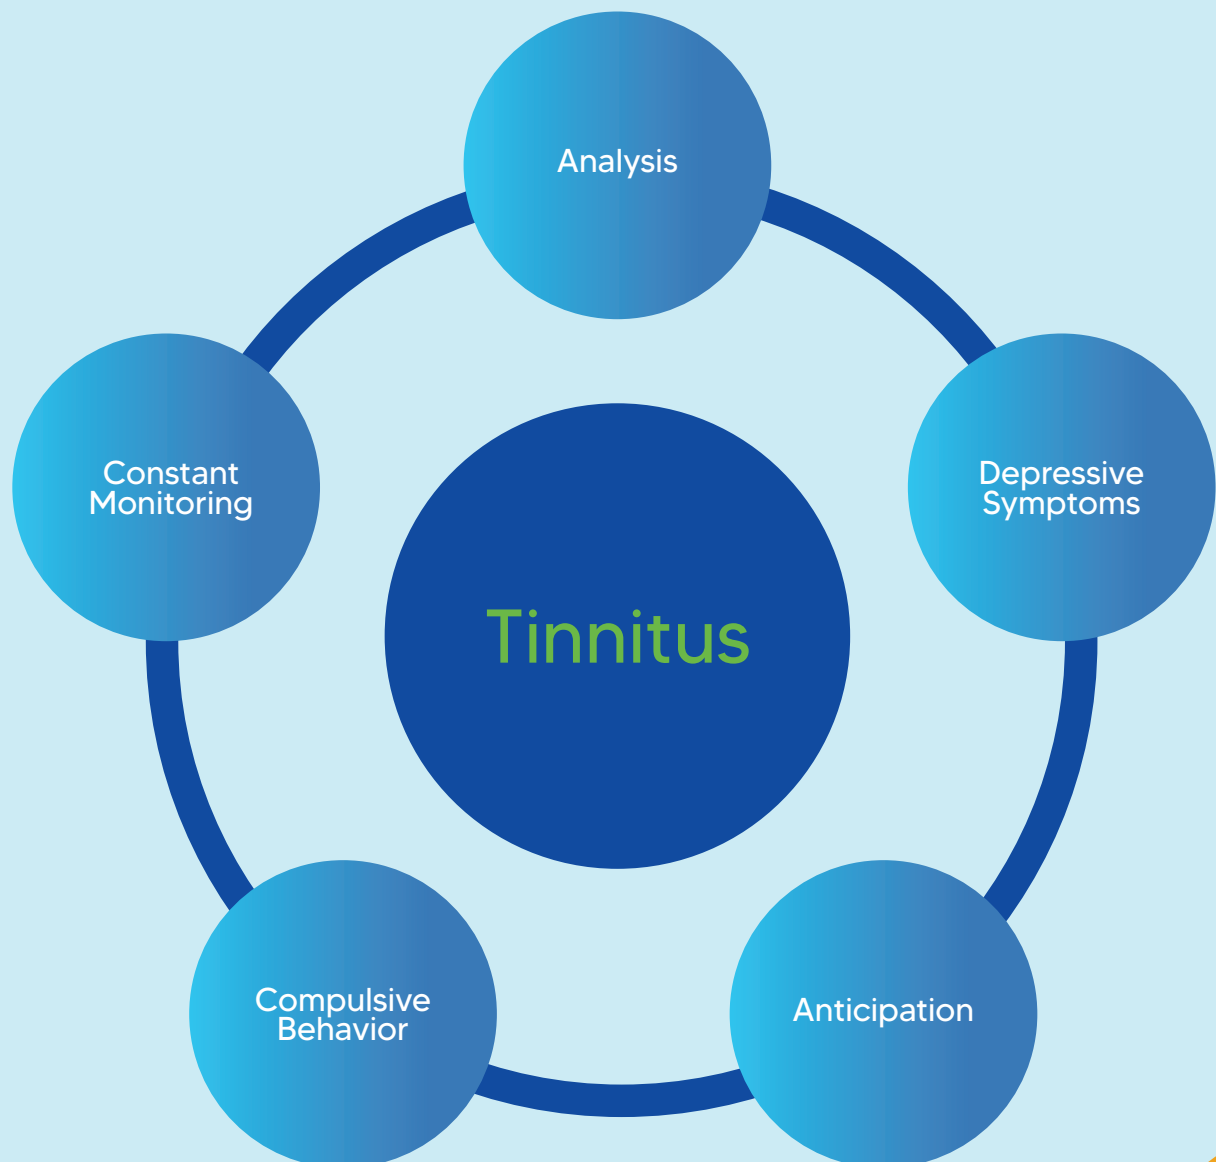 Analysis
Constant
Monitoring
Depressive
Symptoms
Tinnitus
Compulsive
Behavior
Anticipation